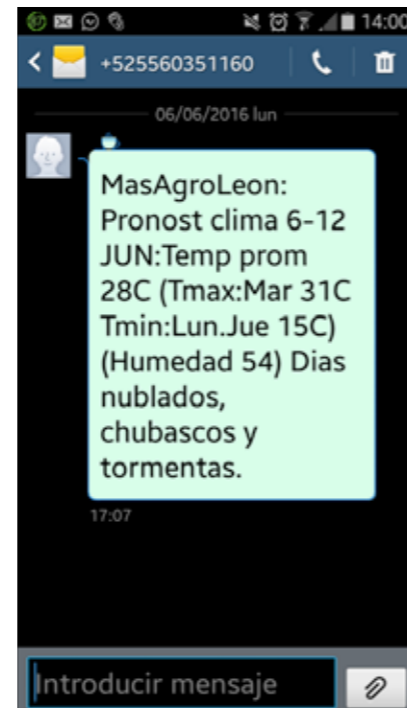 14:00
+525560351160
06/06/2016 lun
MasAgroLeon:
Pronost clima 6-12
JUN:Temp prom
28C (Tmax:Mar 31C
Tmin:Lun.Jue 15C)
(Humedad 54) Dias
nublados,
chubascos y
tormentas.
17:07
Introducir mensaje